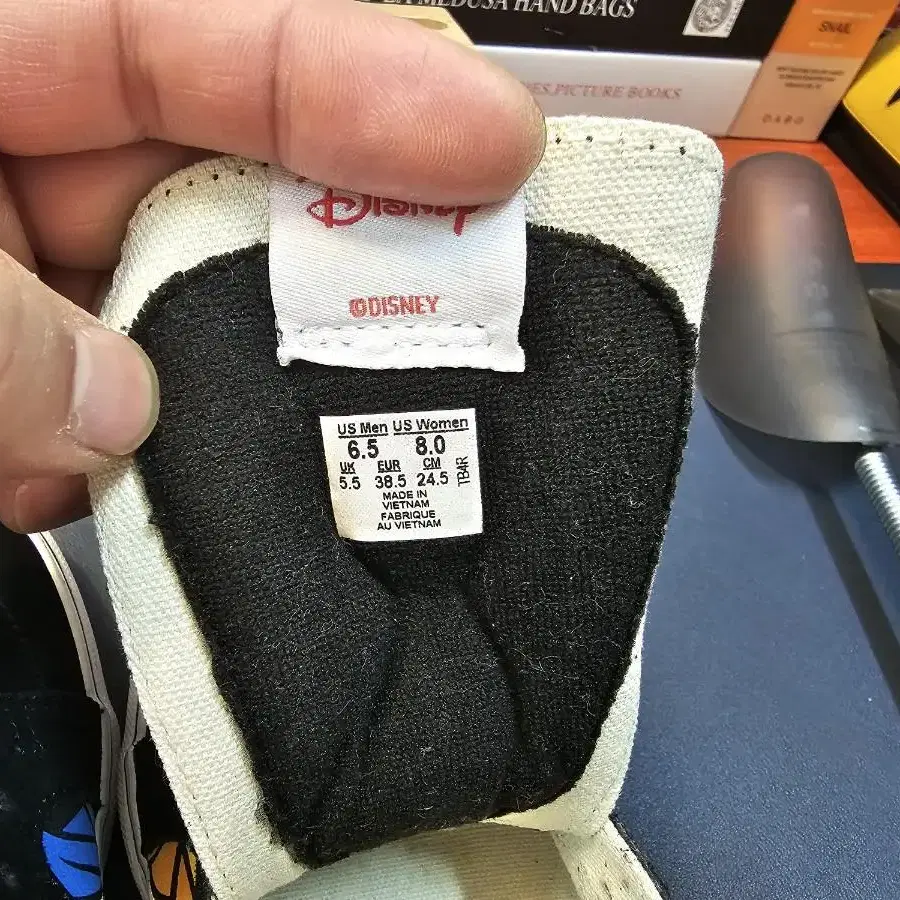 MEDUSA HAND BAGS
SNAIL
PICTURE BOOKS
DABO
Disney
©DISNEY
US Men US Women
6.5 8.0
UK EUR CM
5.5 38.5 24.5
TB4R
MADE IN
VIETNAM
FABRIQUE
AU VIETNAM